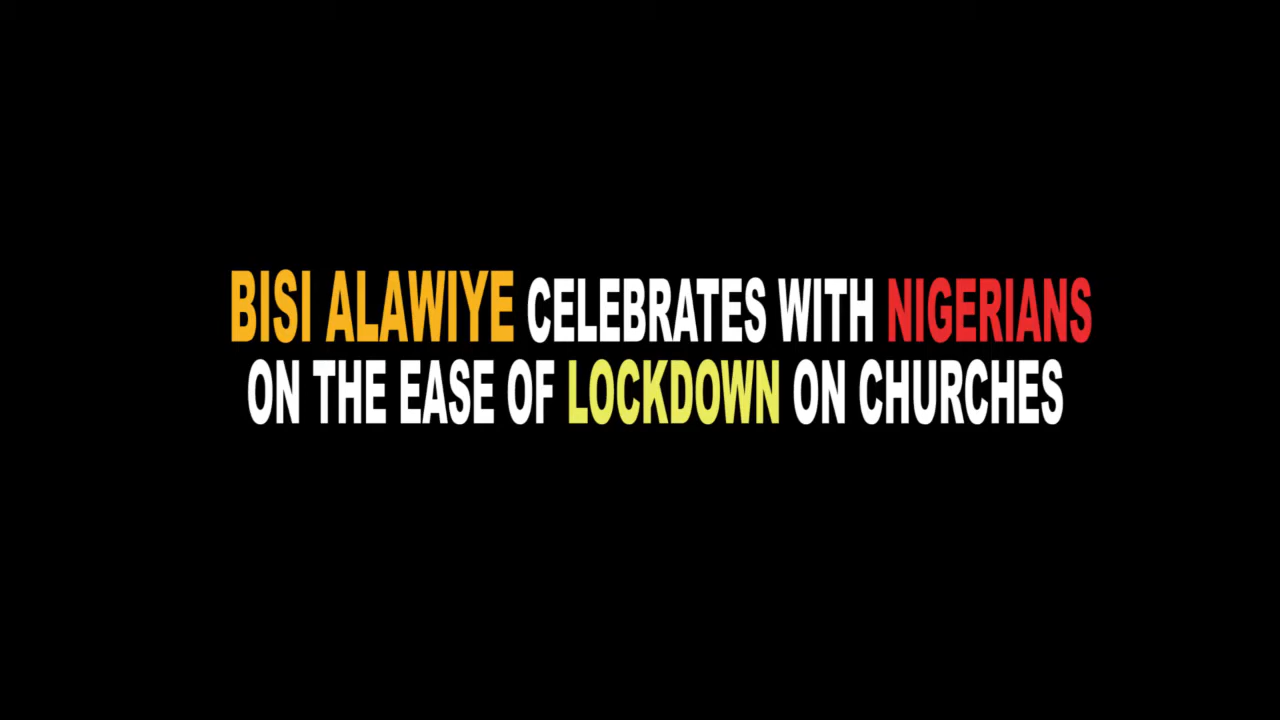 BISI ALAWIYE CELEBRATES WITH NIGERIANS
ON THE EASE OF LOCKDOWN ON CHURCHES